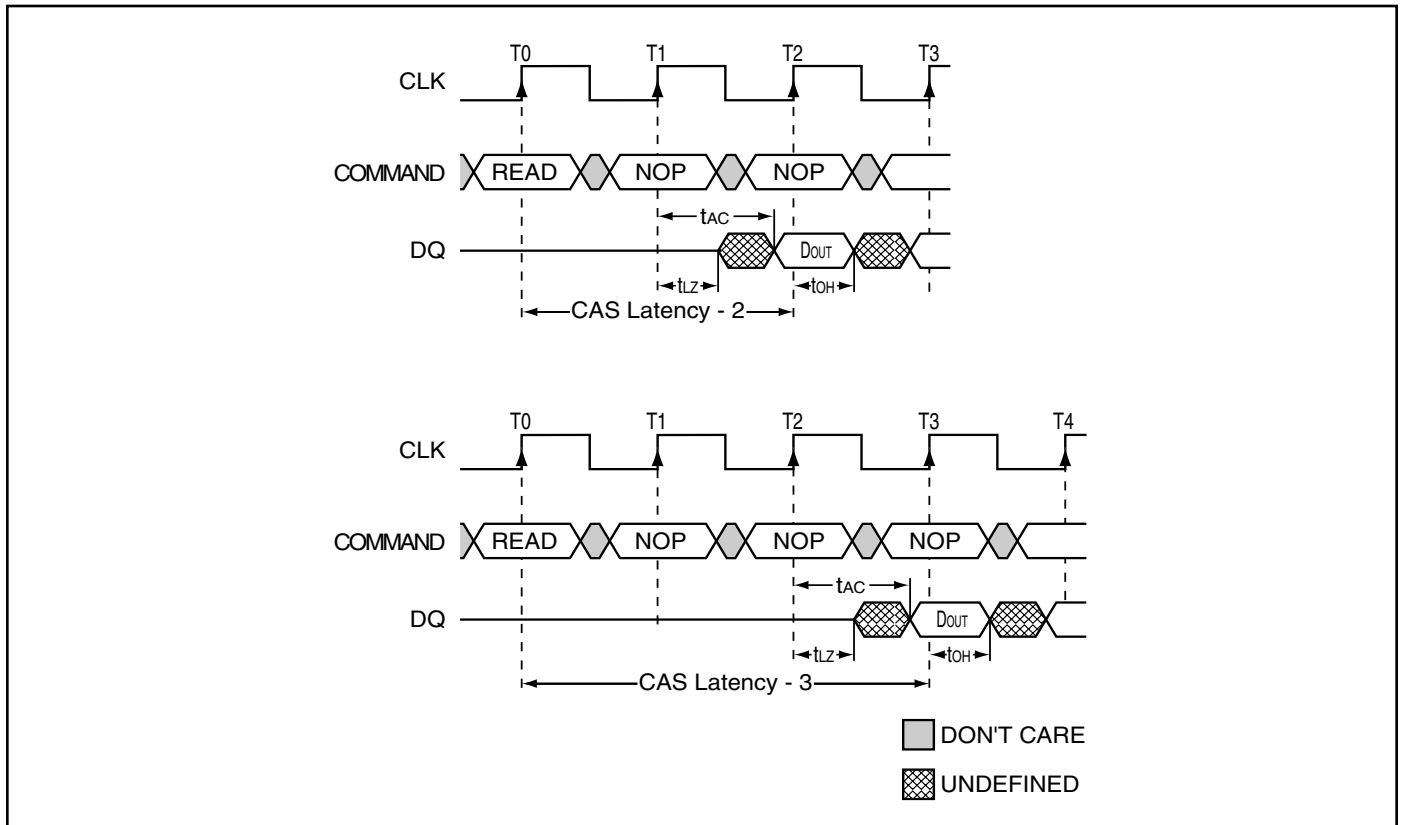 T0 T1 T2 T3
CLK
COMMAND READ NOP NOP
tAC
DQ DOUT
tLZ tOH
CAS Latency - 2
T0 T1 T2 T3 T4
CLK
COMMAND READ NOP NOP NOP
tAC
DQ DOUT
tLZ tOH
CAS Latency - 3
DON'T CARE
UNDEFINED